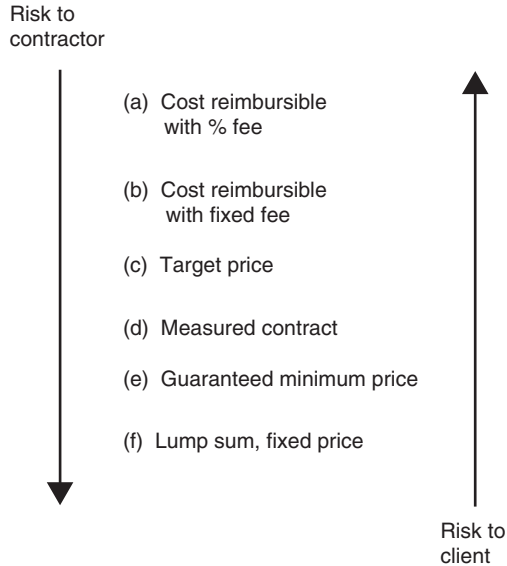 Risk to
contractor
(a) Cost reimbursible
with % fee
(b) Cost reimbursible
with fixed fee
(c) Target price
(d) Measured contract
(e) Guaranteed minimum price
(f) Lump sum, fixed price
Risk to
client